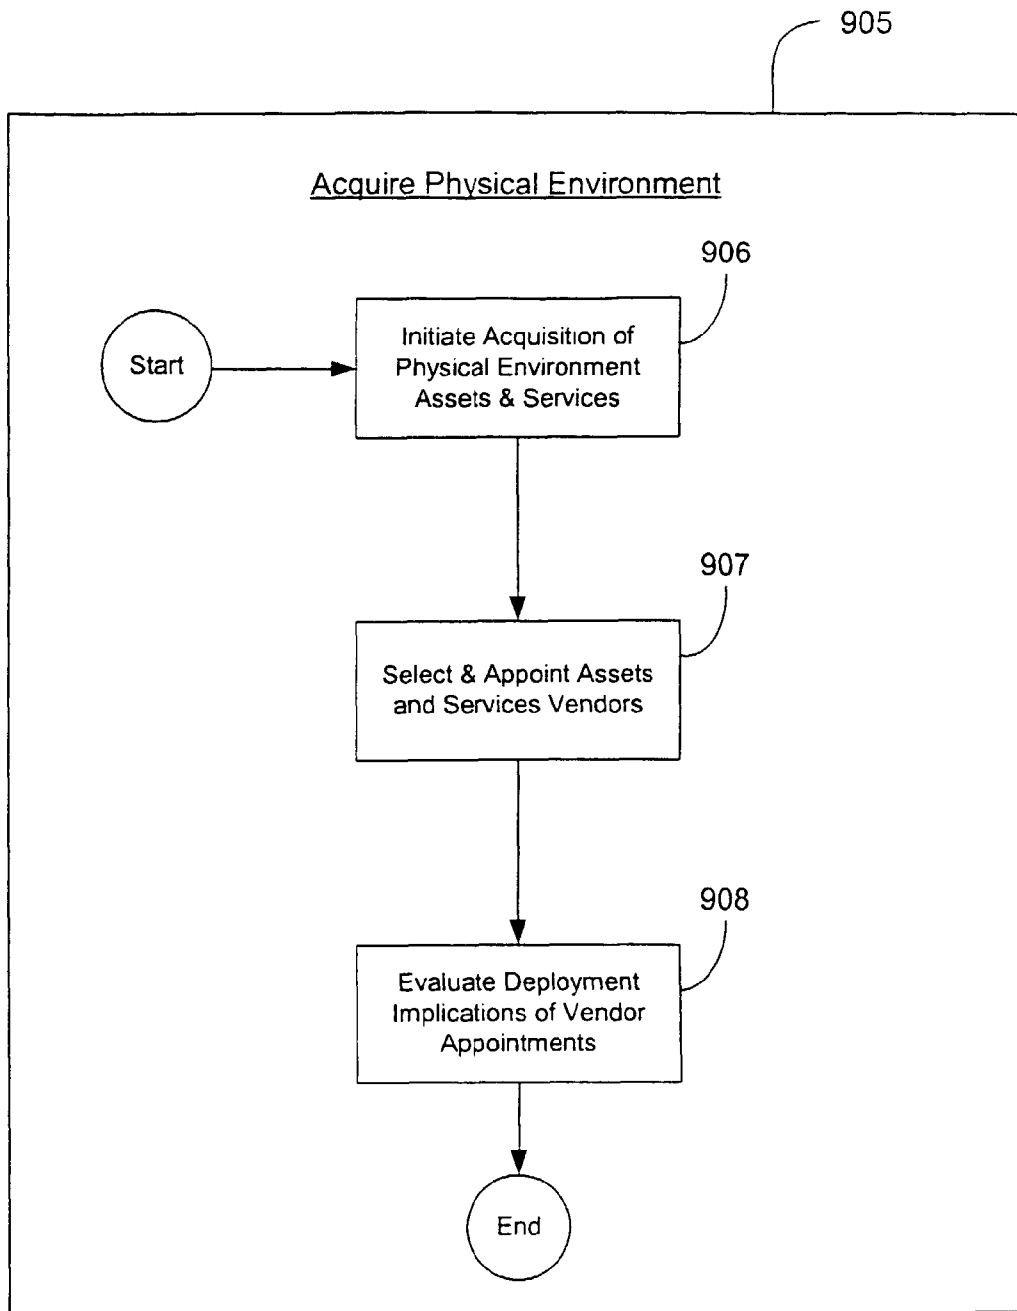 905
Acquire Physical Environment
906
Start
Initiate Acquisition of
Physical Environment
Assets & Services
907
Select & Appoint Assets
and Services Vendors
908
Evaluate Deployment
Implications of Vendor
Appointments
End